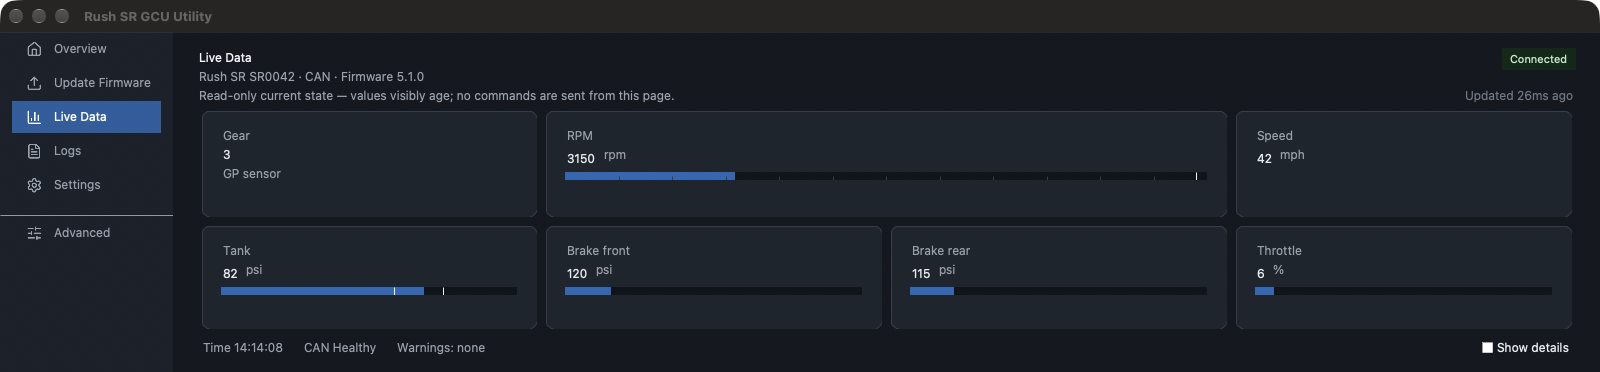 Rush SR GCU Utility
Overview
Update Firmware
Live Data
Logs
Settings
Advanced
Live Data
Connected
Rush SR SR0042 · CAN · Firmware 5.1.0
Read-only current state — values visibly age; no commands are sent from this page.
Updated 26ms ago
Gear
3
GP sensor
RPM
3150 rpm
Speed
42 mph
Tank
82 psi
Brake front
120 psi
Brake rear
115 psi
Throttle
6 %
Time 14:14:08 CAN Healthy Warnings: none
Show details